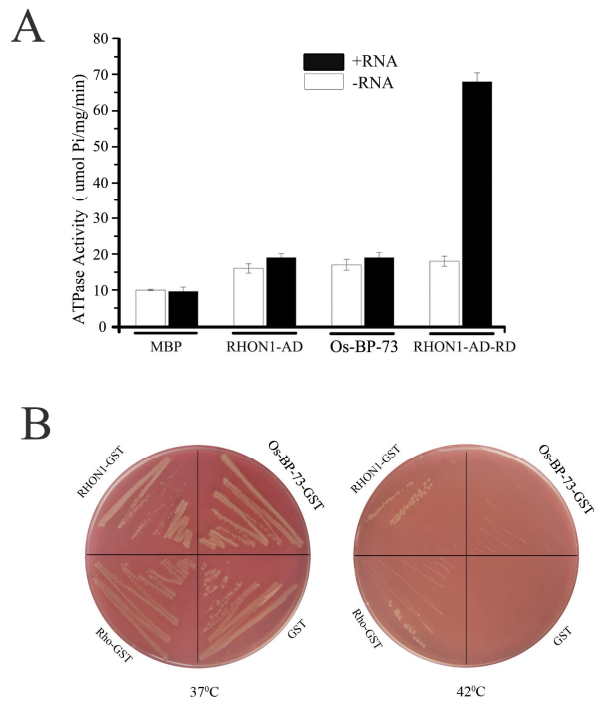 A
80
70
60
50
40
30
20
10
0
ATPase Activity ( umol Pi/mg/min)
+RNA
-RNA
MBP
RHON1-AD
Os-BP-73
RHON1-AD-RD
B
RHON1-GST
Os-BP-73-GST
Rho-GST
GST
37⁰C
RHON1-GST
Os-BP-73-GST
Rho-GST
GST
42⁰C